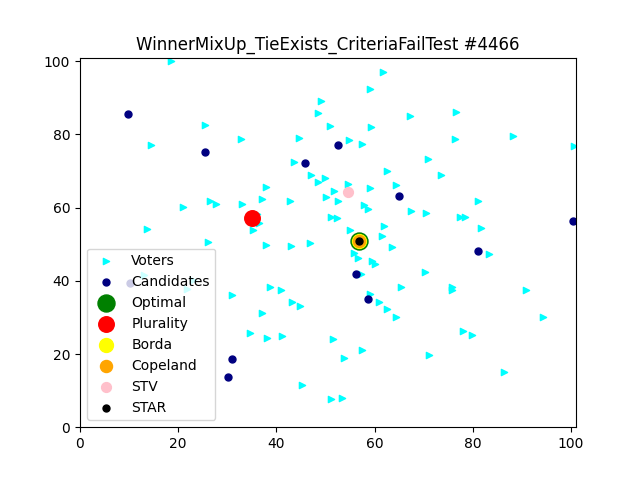 WinnerMixUp_TieExists_CriteriaFailTest #4466
100
80
60
40
20
0
Voters
Candidates
Optimal
Plurality
Borda
Copeland
STV
STAR
0 20 40 60 80 100